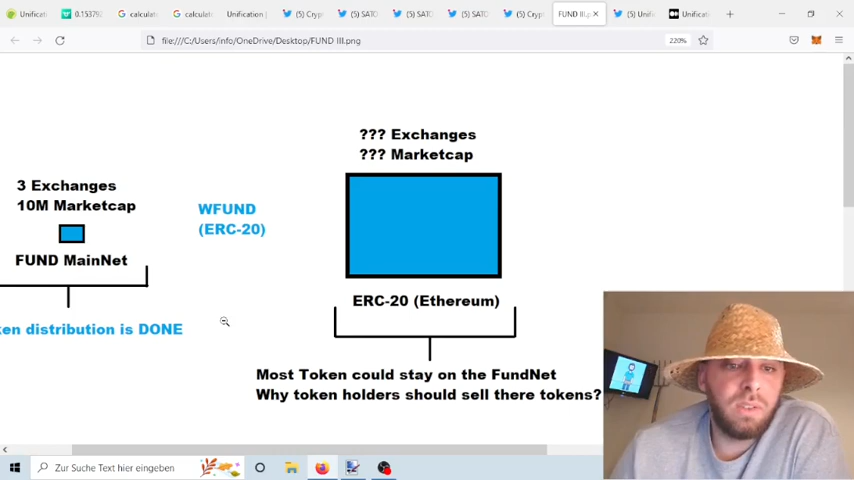 Unificati
0.153792
calculat
calculat
Unification |
(5) Cryp
(5) SATO
(5) SATO
(5) SATO
(5) Cryp
FUND III.p
(5) Unifi
Unificati
file:///C:/Users/info/OneDrive/Desktop/FUND III.png
220%
??? Exchanges
??? Marketcap
3 Exchanges
10M Marketcap
WFUND
(ERC-20)
FUND MainNet
ERC-20 (Ethereum)
ken distribution is DONE
Most Token could stay on the FundNet
Why token holders should sell there tokens?
Zur Suche Text hier eingeben